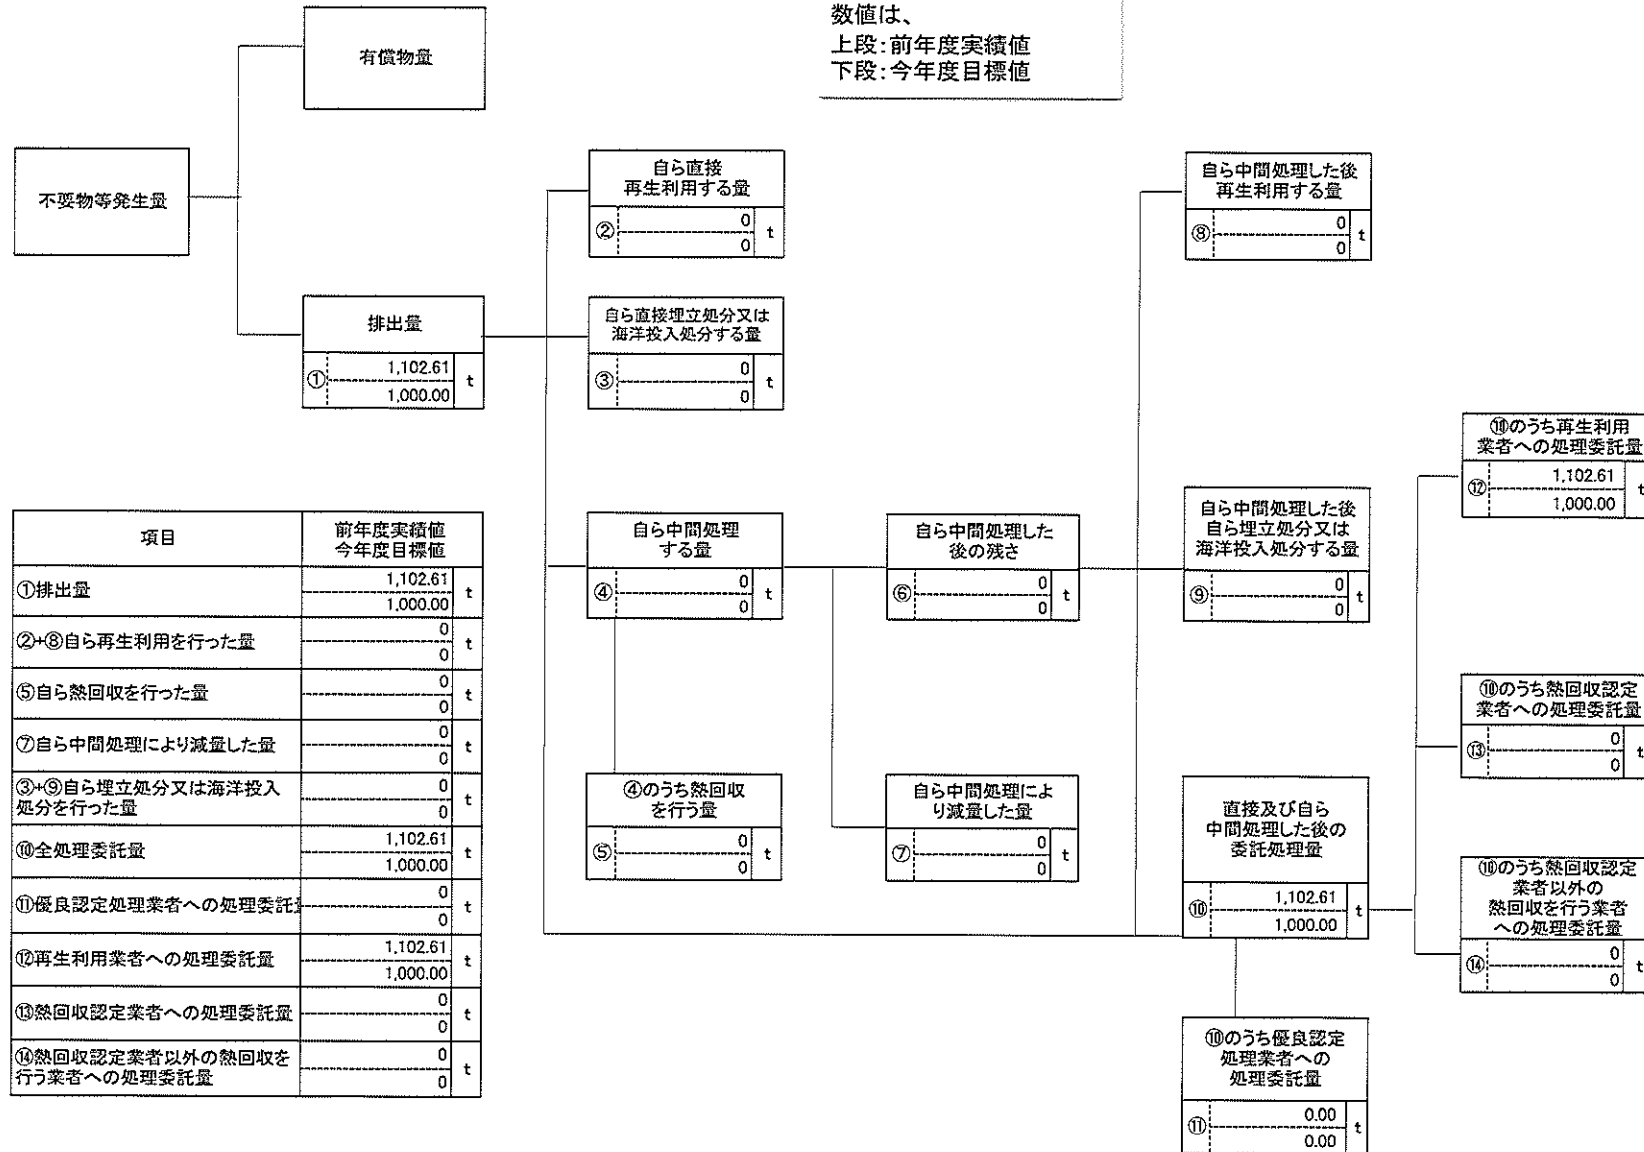 数値は、
上段：前年度実績値
下段：今年度目標値
有償物量
不要物等発生量
排出量
①
1,102.61
1,000.00
t
自ら直接
再生利用する量
②
0
0
t
自ら直接埋立処分又は
海洋投入処分する量
③
0
0
t
自ら中間処理
する量
④
0
0
t
④のうち熱回収
を行う量
⑤
0
0
t
自ら中間処理した
後の残さ
⑥
0
0
t
自ら中間処理によ
り減量した量
⑦
0
0
t
自ら中間処理した後
再生利用する量
⑧
0
0
t
自ら中間処理した後
自ら埋立処分又は
海洋投入処分する量
⑨
0
0
t
直接及び自ら
中間処理した後の
委託処理量
⑩
1,102.61
1,000.00
t
⑩のうち優良認定
処理業者への
処理委託量
⑪
0.00
0.00
t
⑩のうち再生利用
業者への処理委託量
⑫
1,102.61
1,000.00
t
⑩のうち熱回収認定
業者への処理委託量
⑬
0
0
t
⑩のうち熱回収認定
業者以外の
熱回収を行う業者
への処理委託量
⑭
0
0
t
項目
前年度実績値
今年度目標値
①排出量
1,102.61
1,000.00
t
②+⑧自ら再生利用を行った量
0
0
t
⑤自ら熱回収を行った量
0
0
t
⑦自ら中間処理により減量した量
0
0
t
③+⑨自ら埋立処分又は海洋投入
処分を行った量
0
0
t
⑩全処理委託量
1,102.61
1,000.00
t
⑪優良認定処理業者への処理委託
0
0
t
⑫再生利用業者への処理委託量
1,102.61
1,000.00
t
⑬熱回収認定業者への処理委託量
0
0
t
⑭熱回収認定業者以外の熱回収を
行う業者への処理委託量
0
0
t